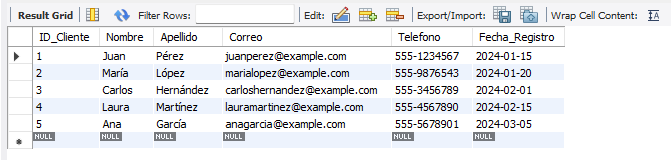 Result Grid Filter Rows: Edit: Export/Import: Wrap Cell Content:
ID_Cliente Nombre Apellido Correo Telefono Fecha_Registro
1 Juan Pérez juanperez@example.com 555-1234567 2024-01-15
2 María López marialopez@example.com 555-9876543 2024-01-20
3 Carlos Hernández carloshernandez@example.com 555-3456789 2024-02-01
4 Laura Martínez lauramartinez@example.com 555-4567890 2024-02-15
5 Ana García anagarcia@example.com 555-5678901 2024-03-05
NULL NULL NULL NULL NULL NULL